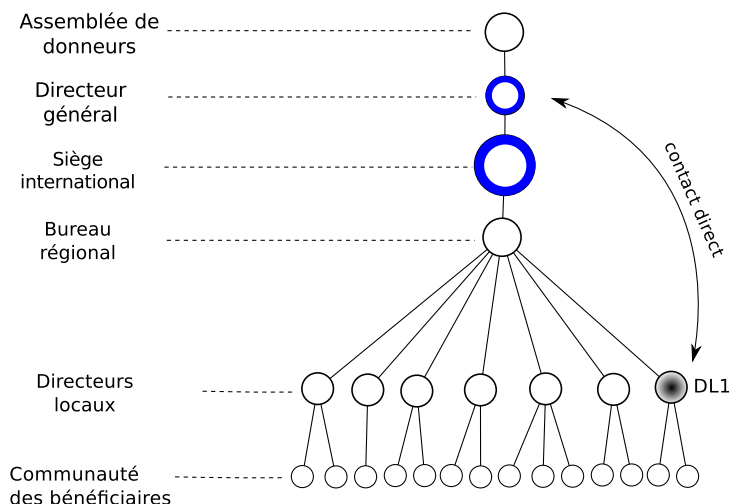 Assemblée de
donneurs
Directeur
général
Siège
international
contact direct
Bureau
régional
Directeurs
locaux
DL1
Communauté
des bénéficiaires